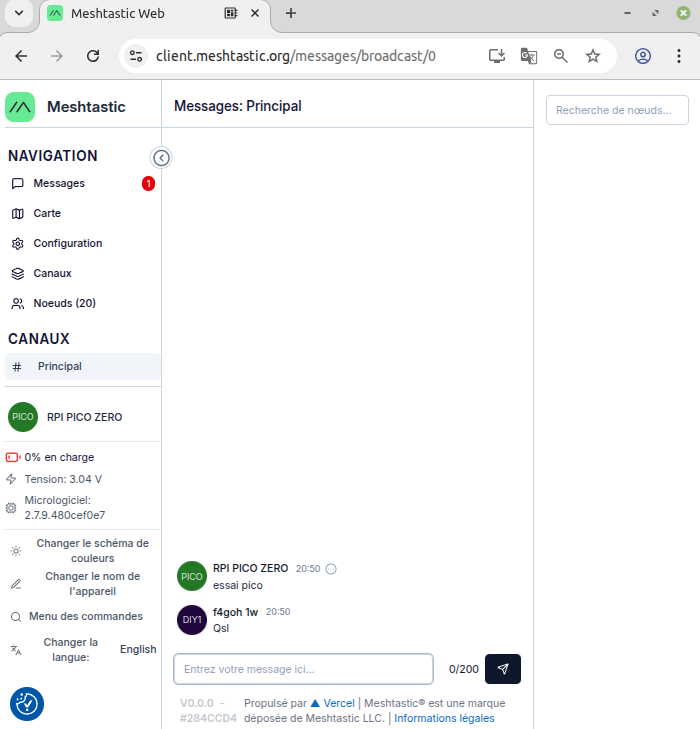 Meshtastic Web
client.meshtastic.org/messages/broadcast/0
Meshtastic
Messages: Principal
Recherche de nœuds...
NAVIGATION
Messages
1
Carte
Configuration
Canaux
Noeuds (20)
CANAUX
# Principal
PICO
RPI PICO ZERO
0% en charge
Tension: 3.04 V
Micrologiciel:
2.7.9.480cef0e7
Changer le schéma de
couleurs
Changer le nom de
l'appareil
Menu des commandes
Changer la
langue:
English
PICO
RPI PICO ZERO 20:50
essai pico
DIY1
f4goh 1w 20:50
Qsl
Entrez votre message ici...
0/200
V0.0.0 -
#284CCD4
Propulsé par ▲ Vercel | Meshtastic® est une marque
déposée de Meshtastic LLC. | Informations légales